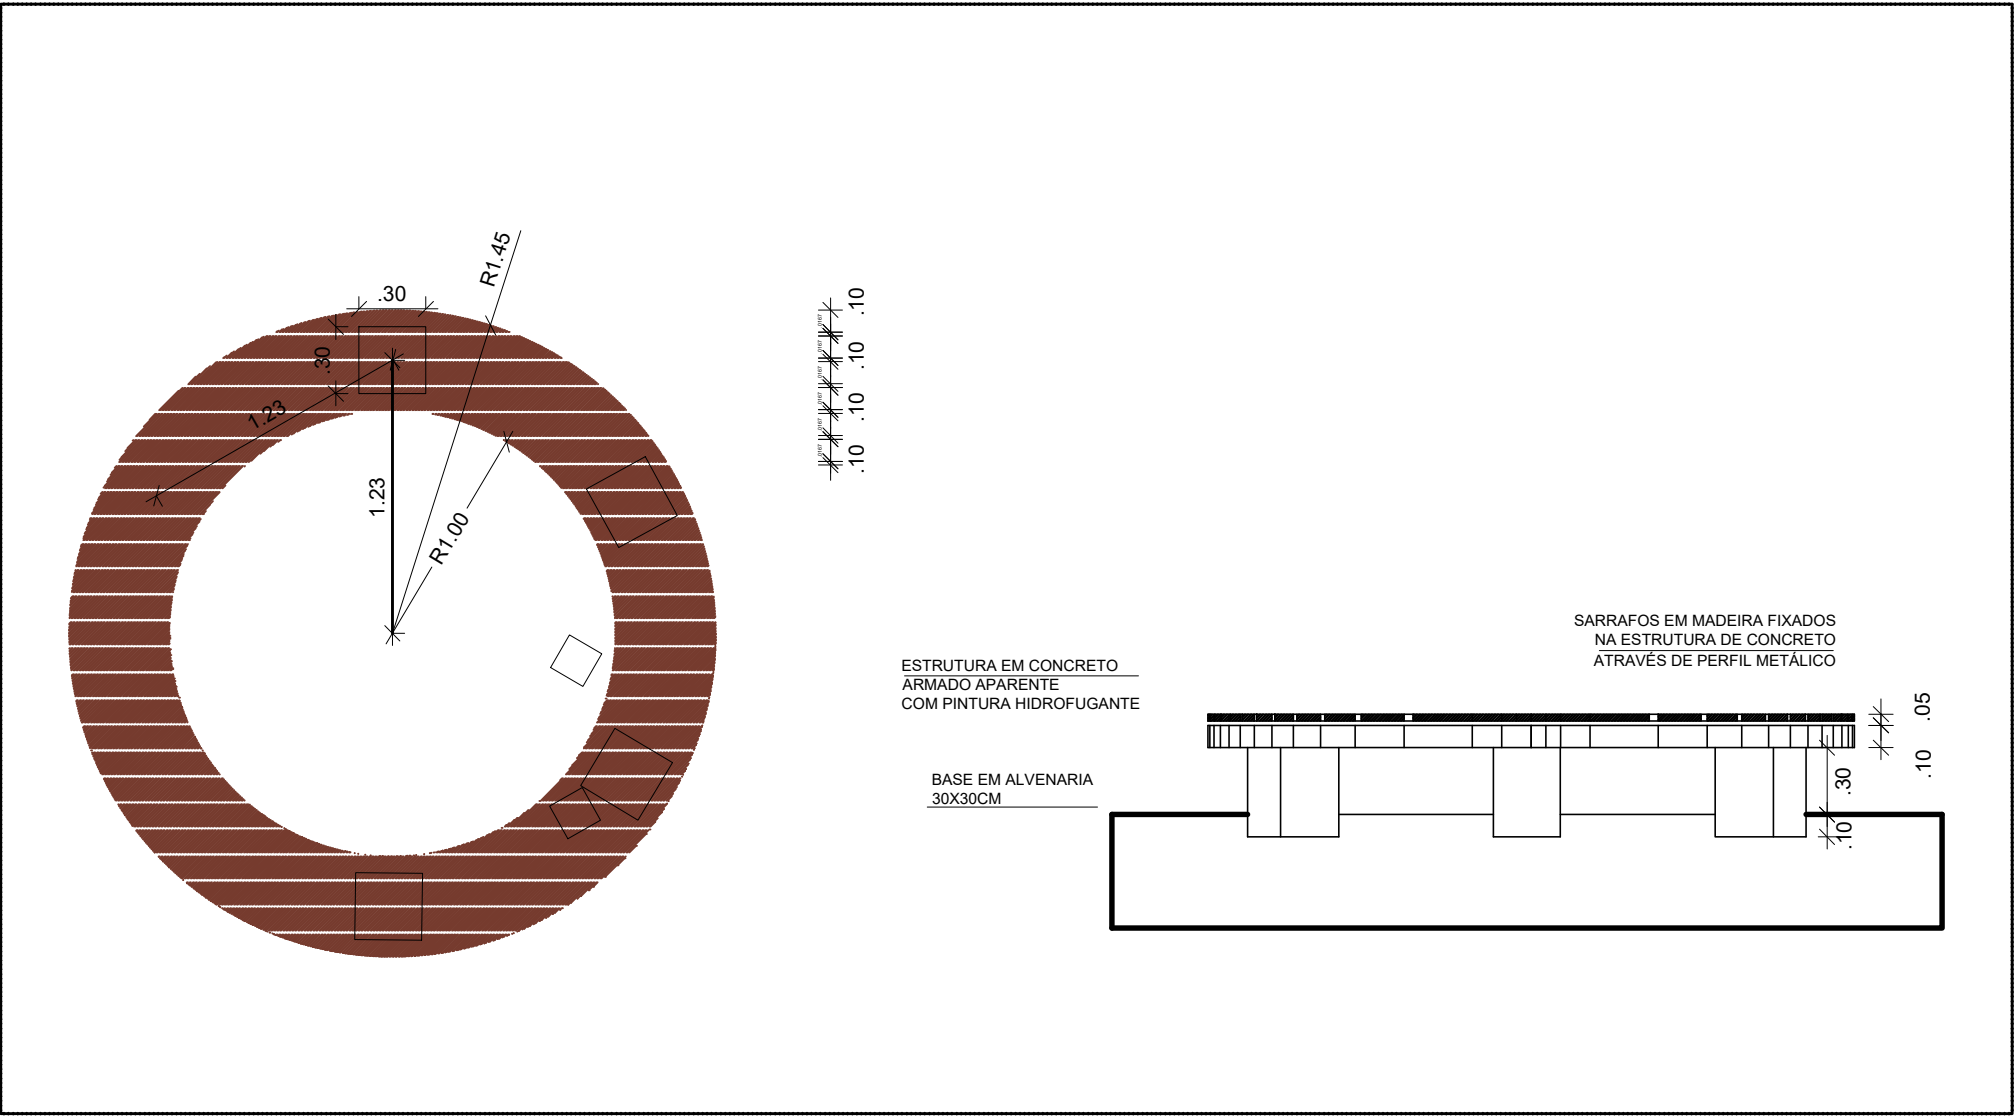 R1.45
.30
.30
1.23
1.23
R1.00
.10
.10
.10
.10
ESTRUTURA EM CONCRETO
ARMADO APARENTE
COM PINTURA HIDROFUGANTE
BASE EM ALVENARIA
30X30CM
SARRAFOS EM MADEIRA FIXADOS
NA ESTRUTURA DE CONCRETO
ATRAVÉS DE PERFIL METÁLICO
.05
.10
.30
.10